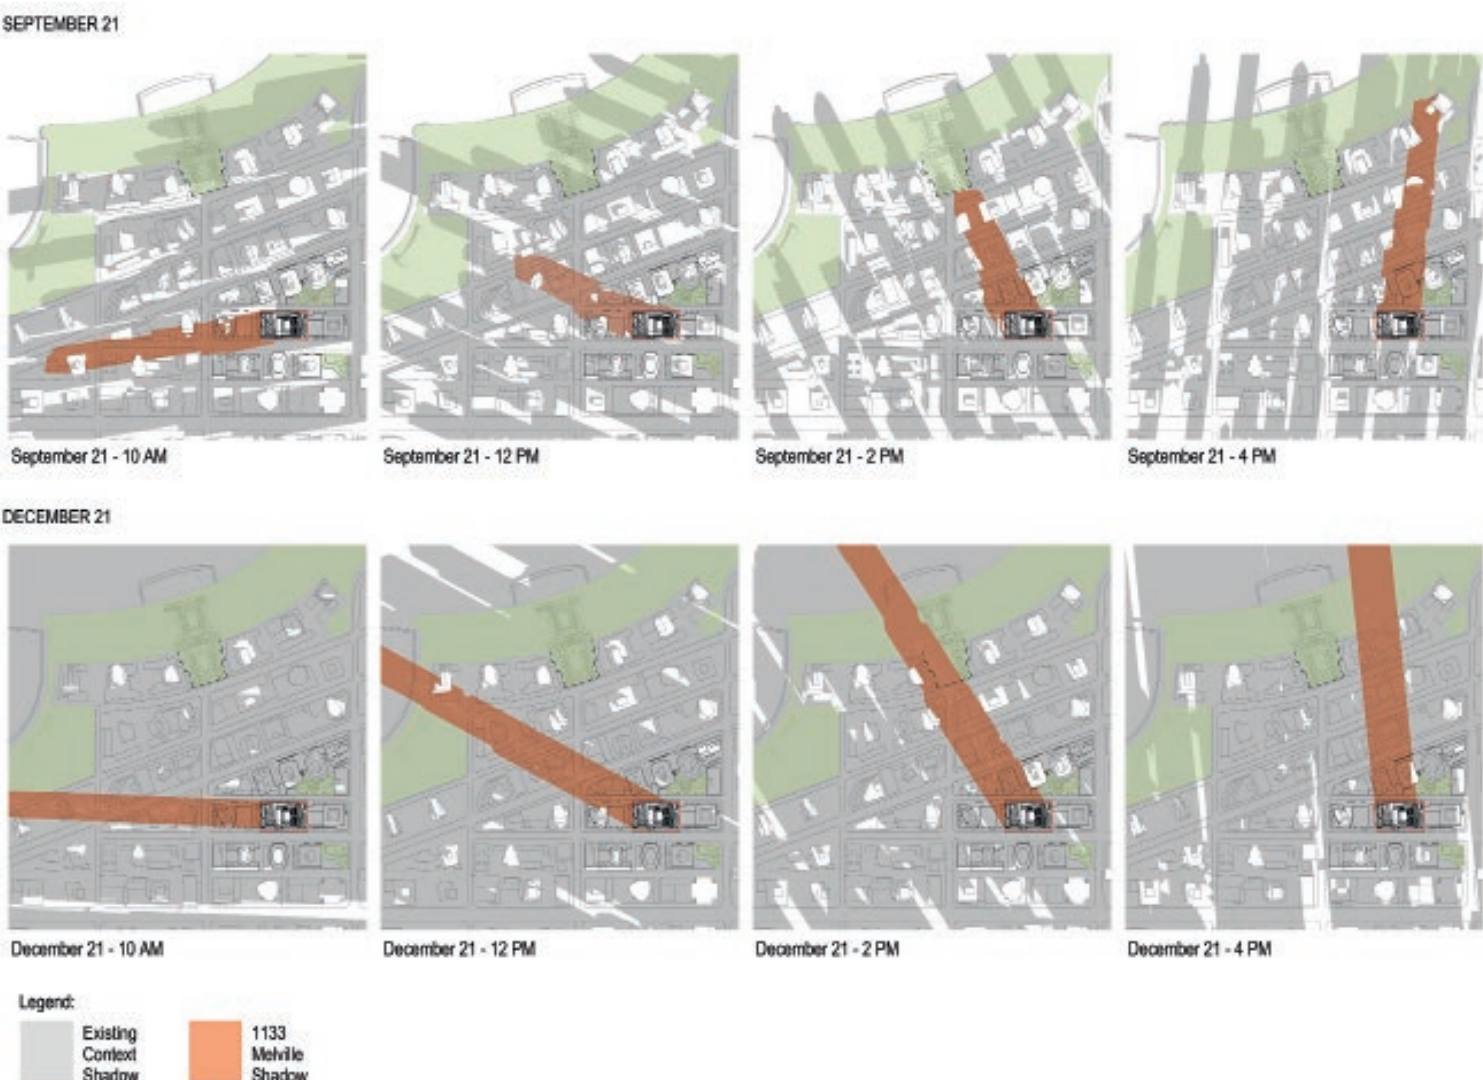 SEPTEMBER 21
September 21 - 10 AM
September 21 - 12 PM
September 21 - 2 PM
September 21 - 4 PM
DECEMBER 21
December 21 - 10 AM
December 21 - 12 PM
December 21 - 2 PM
December 21 - 4 PM
Legend:
Existing
Context
Shadow
1133
Melville
Shadow